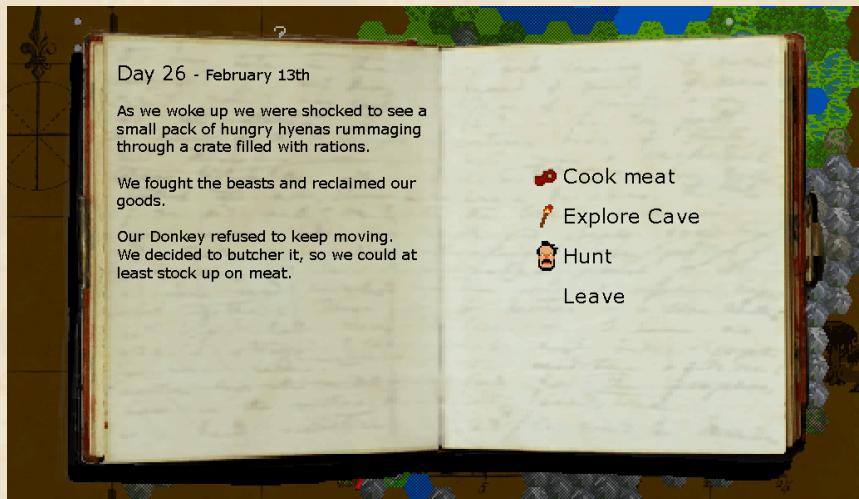 Day 26 - February 13th
As we woke up we were shocked to see a
small pack of hungry hyenas rummaging
through a crate filled with rations.
We fought the beasts and reclaimed our
goods.
Our Donkey refused to keep moving.
We decided to butcher it, so we could at
least stock up on meat.
Cook meat
Explore Cave
Hunt
Leave